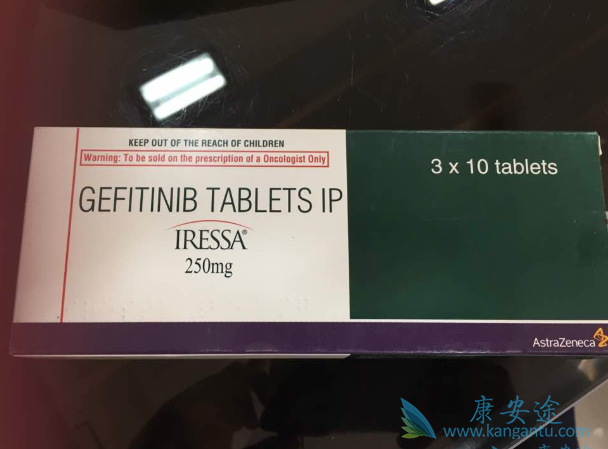 KEEP OUT OF THE REACH OF CHILDREN
Warning: To be sold on the prescription of a Oncologist Only
3 x 10 tablets
GEFITINIB TABLETS IP
IRESSA®
250mg
AstraZeneca
康安途
www.kangantu.com